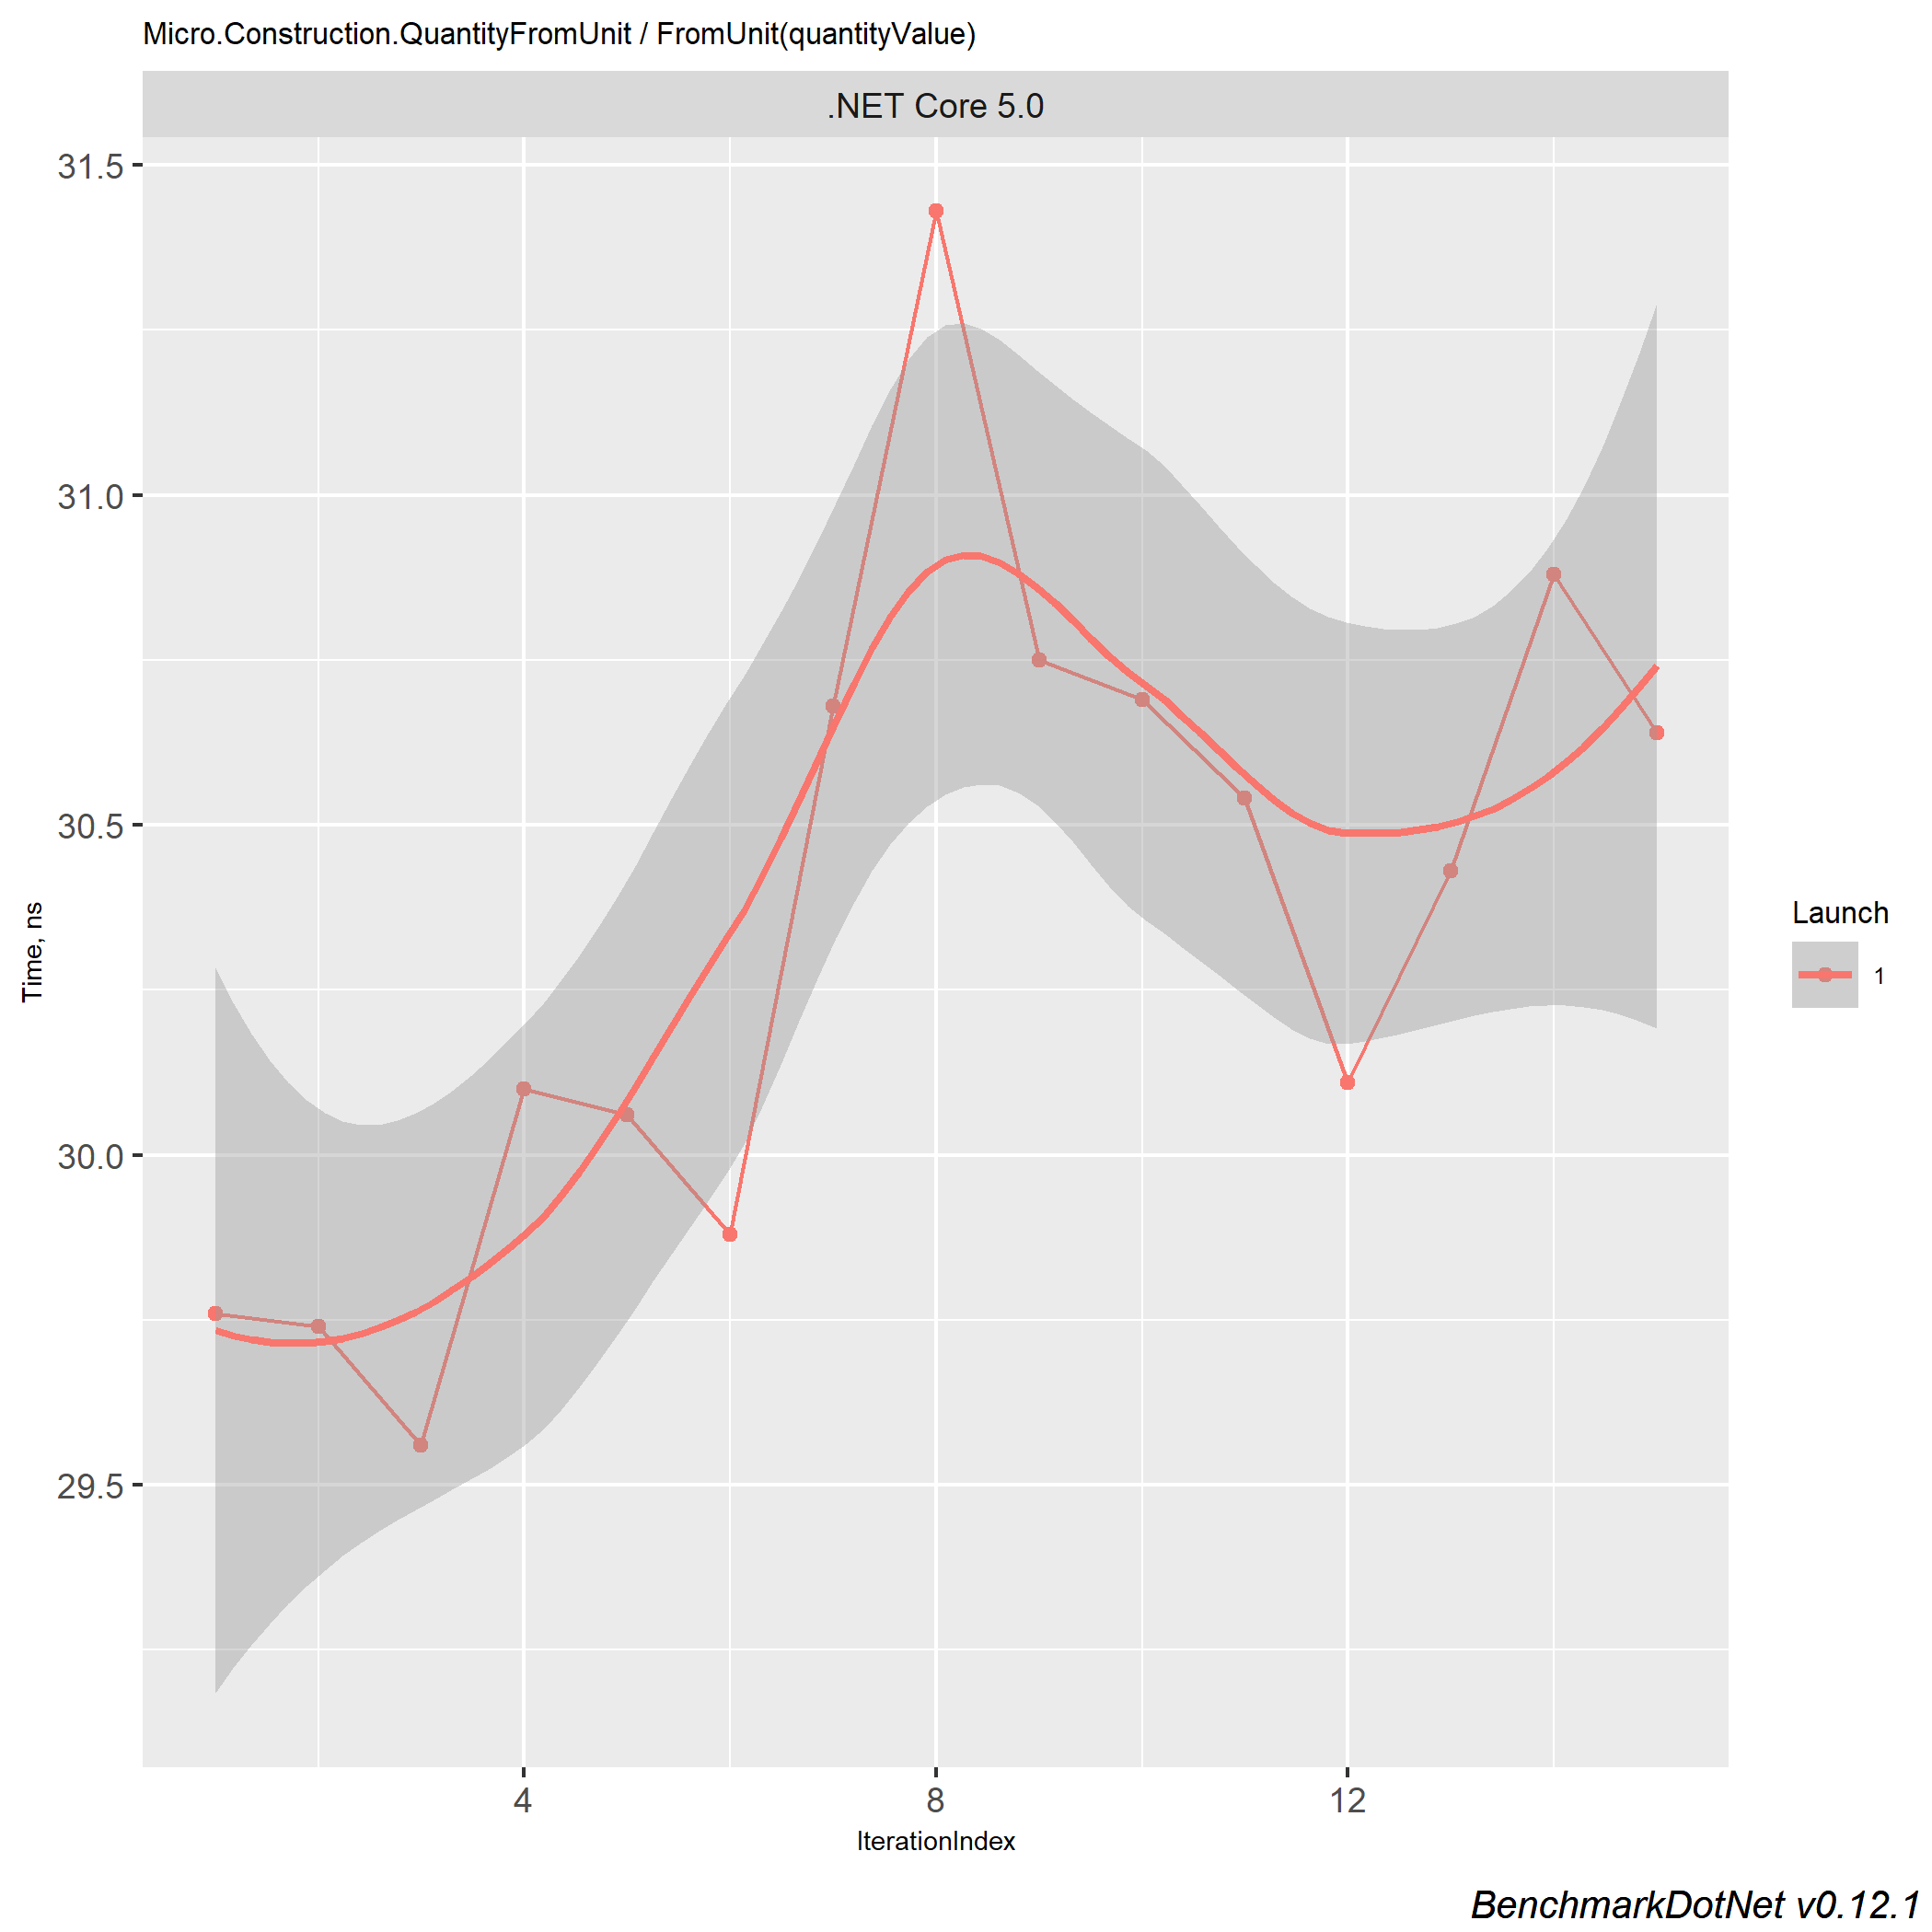 Micro.Construction.QuantityFromUnit / FromUnit(quantityValue)
.NET Core 5.0
31.5
31.0
30.5
30.0
29.5
Time, ns
4 8 12
IterationIndex
Launch
1
BenchmarkDotNet v0.12.1